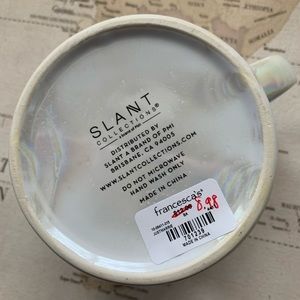 SLANT
COLLECTIONS®
DISTRIBUTED BY
SLANT A BRAND OF PMI
BRISBANE, CA 94005
WWW.SLANTCOLLECTIONS.COM
DO NOT MICROWAVE
HAND WASH ONLY
MADE IN CHINA
francesca's®
8.98
701239
MADE IN CHINA